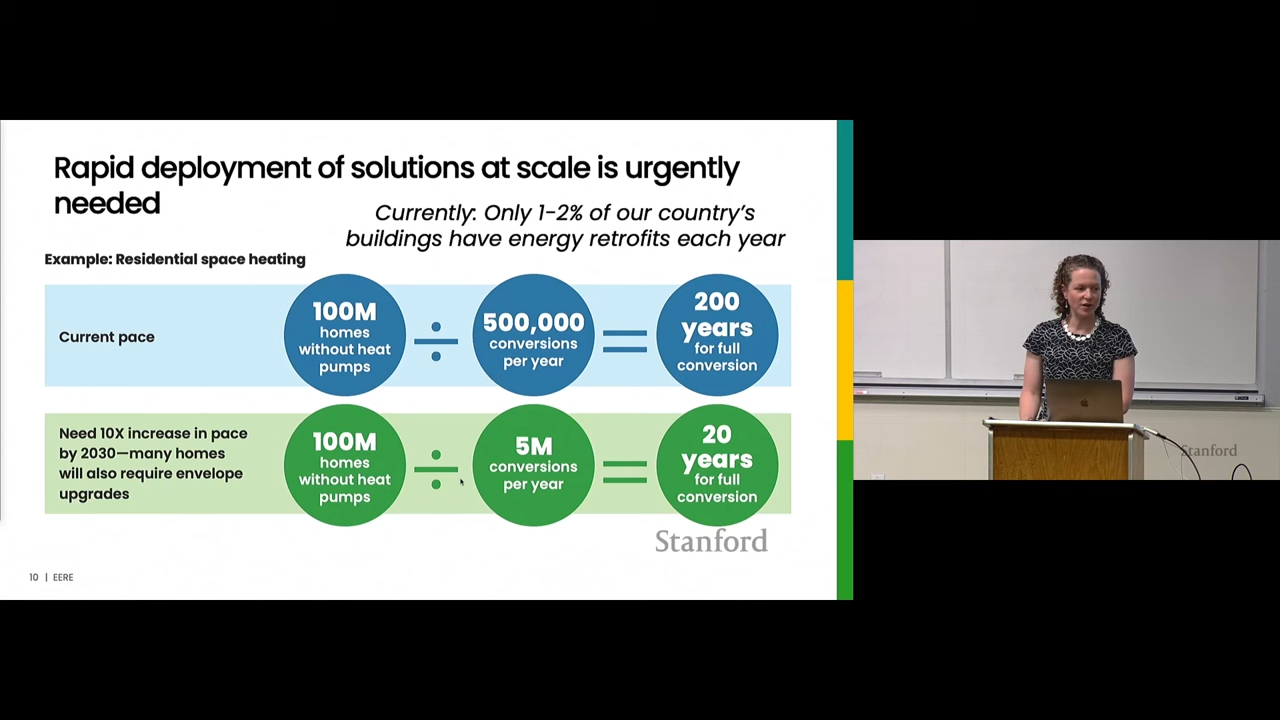 Rapid deployment of solutions at scale is urgently
needed
Currently: Only 1-2% of our country's
buildings have energy retrofits each year
Example: Residential space heating
Current pace
100M
homes
without heat
pumps
÷
500,000
conversions
per year
=
200
years
for full
conversion
Need 10X increase in pace
by 2030—many homes
will also require envelope
upgrades
100M
homes
without heat
pumps
÷
5M
conversions
per year
=
20
years
for full
conversion
Stanford
10 | EERE
Stanford